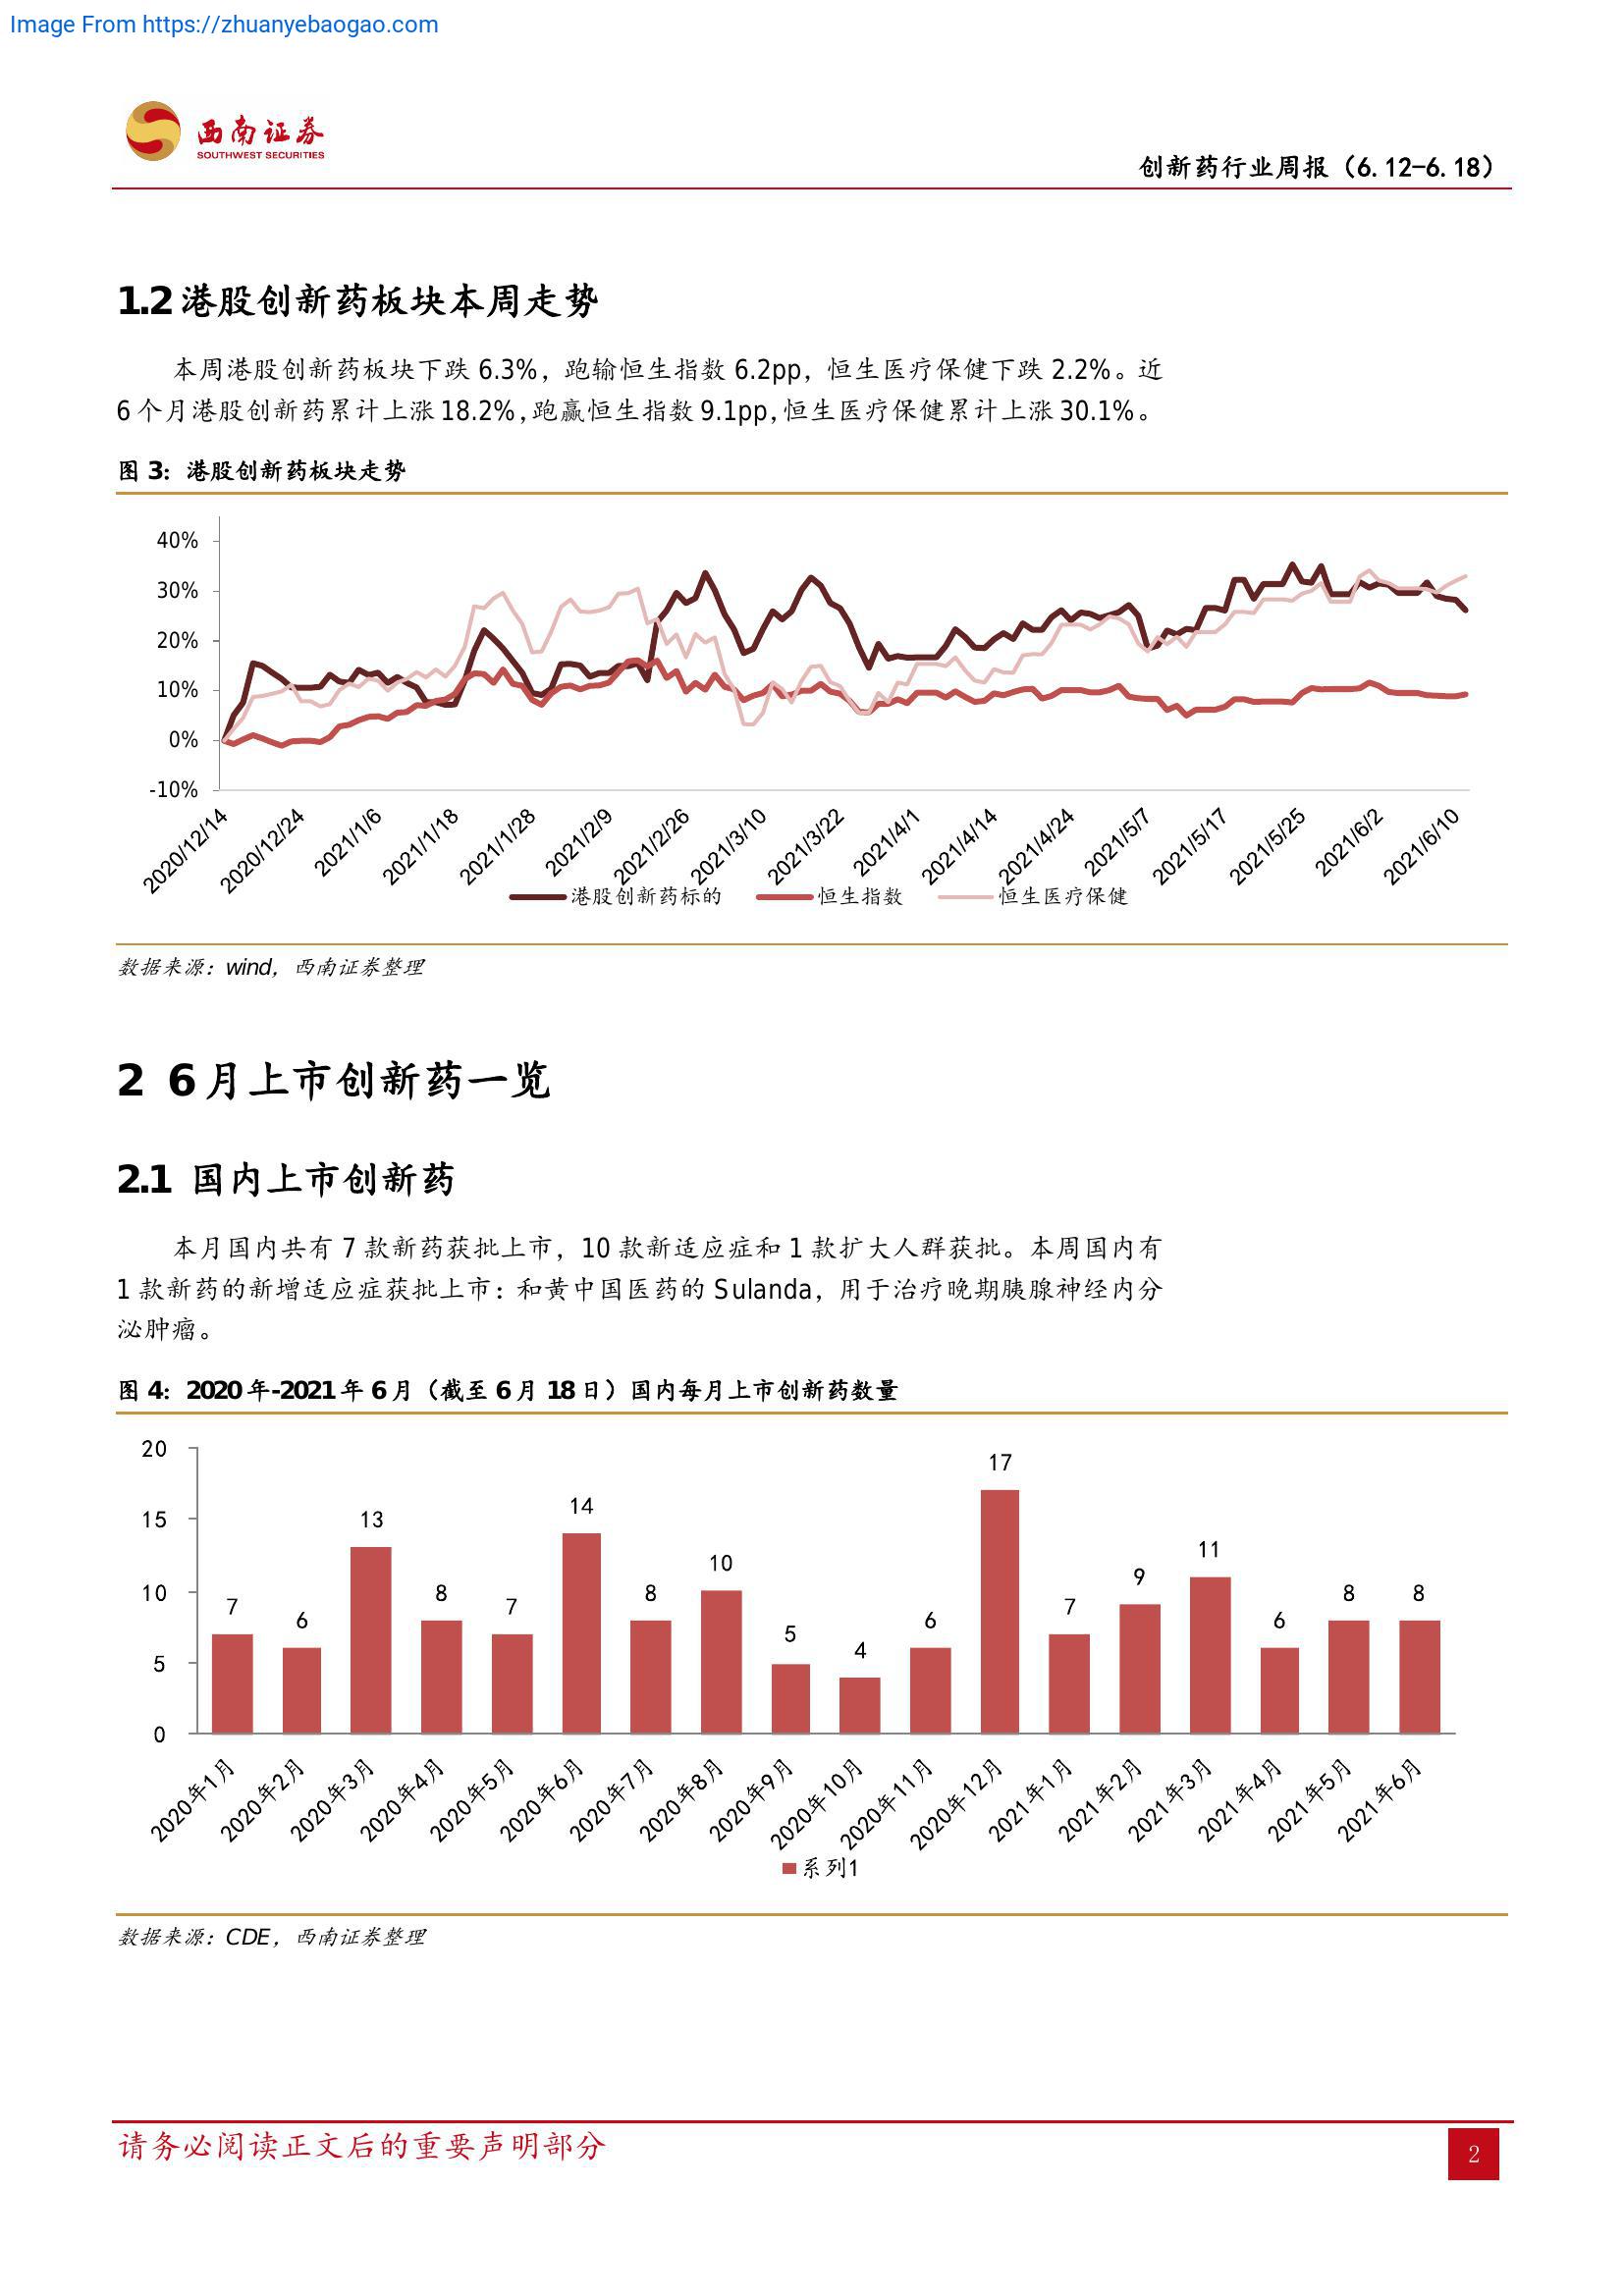 Image From https://zhuanyebaogao.com
西南证券
SOUTHWEST SECURITIES
创新药行业周报（6.12-6.18）
1.2 港股创新药板块本周走势
本周港股创新药板块下跌 6.3%，跑输恒生指数 6.2pp，恒生医疗保健下跌 2.2%。近
6 个月港股创新药累计上涨 18.2%，跑赢恒生指数 9.1pp，恒生医疗保健累计上涨 30.1%。
图 3：港股创新药板块走势
40%
30%
20%
10%
0%
-10%
2020/12/14 2020/12/24 2021/1/6 2021/1/18 2021/1/28 2021/2/9 2021/2/26 2021/3/10 2021/3/22 2021/4/1 2021/4/14 2021/4/24 2021/5/7 2021/5/17 2021/5/25 2021/6/2 2021/6/10
港股创新药标的 恒生指数 恒生医疗保健
数据来源：wind，西南证券整理
2 6 月上市创新药一览
2.1 国内上市创新药
本月国内共有 7 款新药获批上市，10 款新适应症和 1 款扩大人群获批。本周国内有
1 款新药的新增适应症获批上市：和黄中国医药的 Sulanda，用于治疗晚期胰腺神经内分
泌肿瘤。
图 4：2020 年-2021 年 6 月（截至 6 月 18 日）国内每月上市创新药数量
20
15
10
5
0
7 6 13 8 7 14 8 10 5 4 6 17 7 9 11 6 8 8
2020年1月 2020年2月 2020年3月 2020年4月 2020年5月 2020年6月 2020年7月 2020年8月 2020年9月 2020年10月 2020年11月 2020年12月 2021年1月 2021年2月 2021年3月 2021年4月 2021年5月 2021年6月
系列1
数据来源：CDE，西南证券整理
请务必阅读正文后的重要声明部分
2